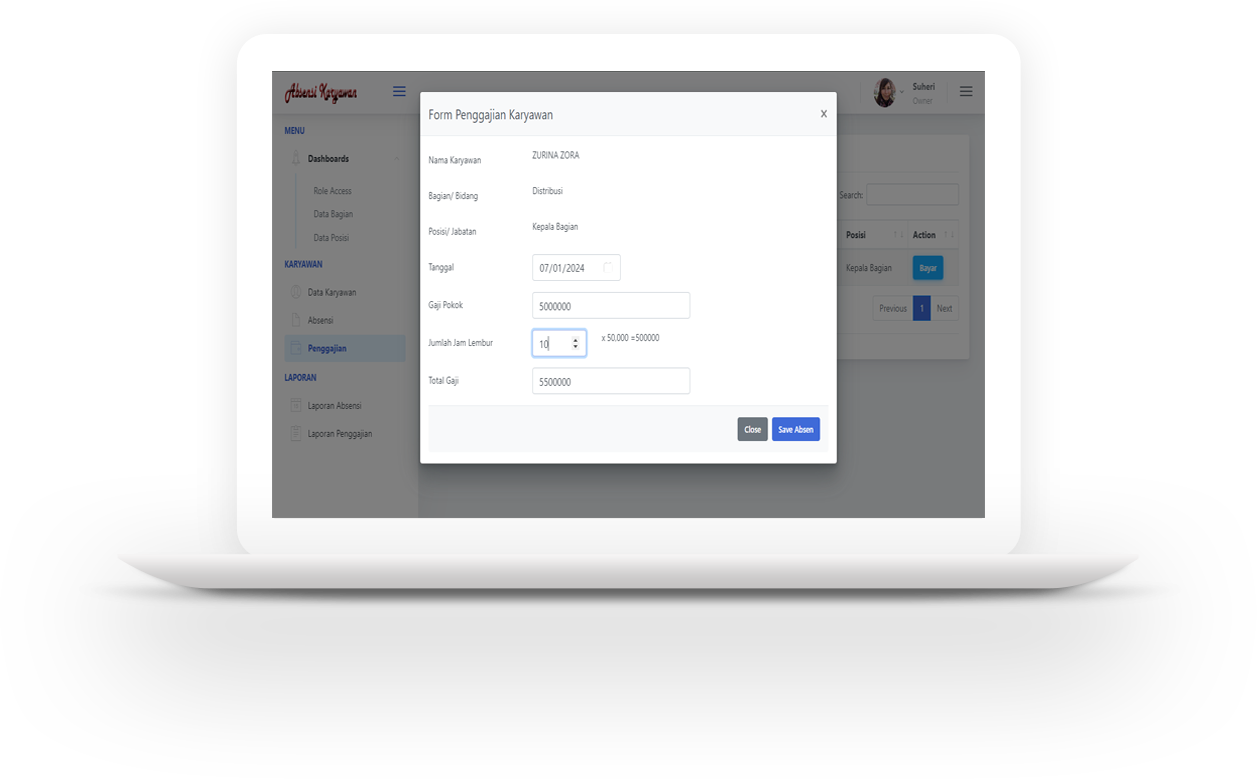 Absensi Karyawan
Suheri
Owner
MENU
Dashboards
Role Access
Data Bagian
Data Posisi
KARYAWAN
Data Karyawan
Absensi
Penggajian
LAPORAN
Laporan Absensi
Laporan Penggajian
Form Penggajian Karyawan
x
Nama Karyawan ZURINA ZORA
Bagian/ Bidang Distribusi
Posisi/ Jabatan Kepala Bagian
Tanggal 07/01/2024
Gaji Pokok 5000000
Jumlah Jam Lembur 10 x 50,000 =500000
Total Gaji 5500000
Close Save Absen
Search:
Posisi Action
Kepala Bagian Bayar
Previous 1 Next